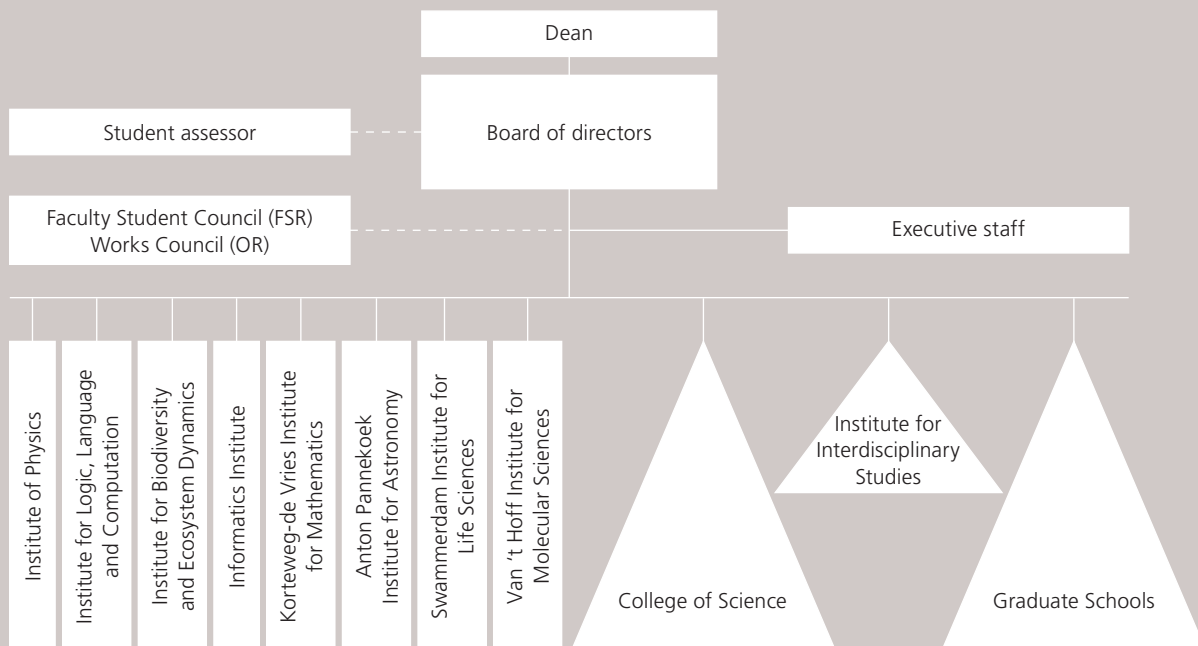 Dean
Board of directors
Student assessor
Faculty Student Council (FSR)
Works Council (OR)
Executive staff
Institute of Physics
Institute for Logic, Language
and Computation
Institute for Biodiversity
and Ecosystem Dynamics
Informatics Institute
Korteweg-de Vries Institute
for Mathematics
Anton Pannekoek
Institute for Astronomy
Swammerdam Institute for
Life Sciences
Van ‘t Hoff Institute for
Molecular Sciences
College of Science
Institute for
Interdisciplinary
Studies
Graduate Schools